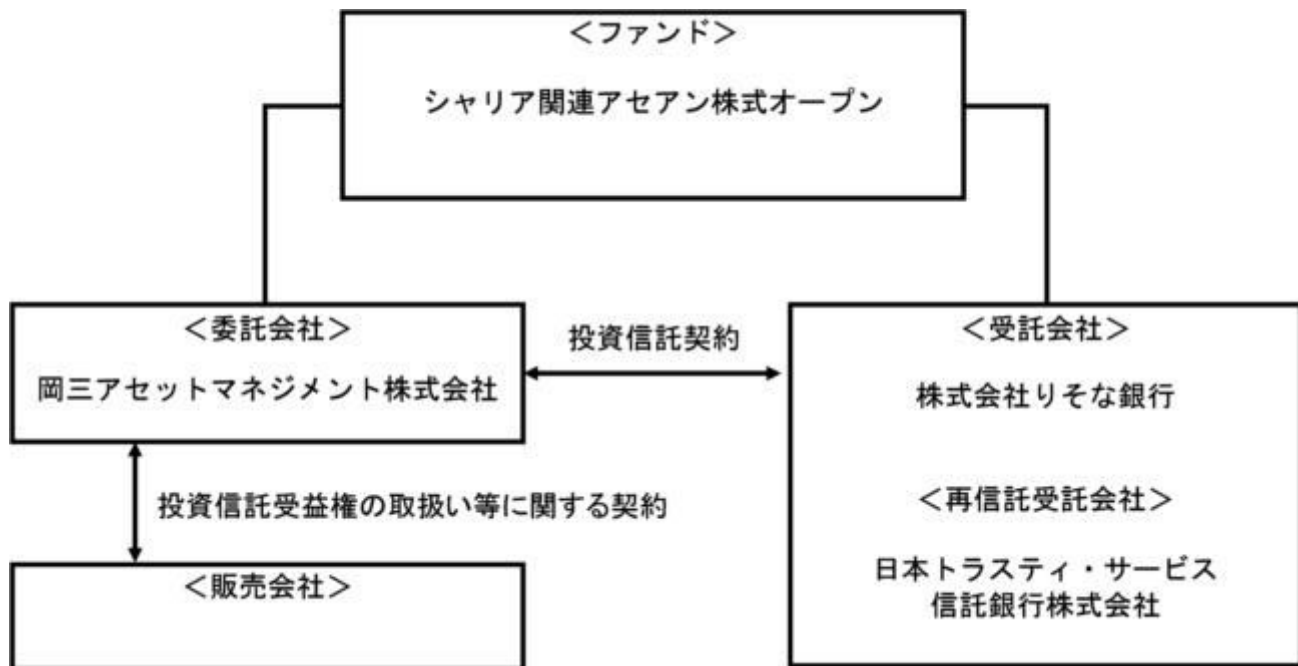 ＜ファンド＞
シャリア関連アセアン株式オープン
＜委託会社＞
岡三アセットマネジメント株式会社
投資信託契約
＜受託会社＞
株式会社りそな銀行
＜再信託受託会社＞
日本トラスティ・サービス
信託銀行株式会社
投資信託受益権の取扱い等に関する契約
＜販売会社＞